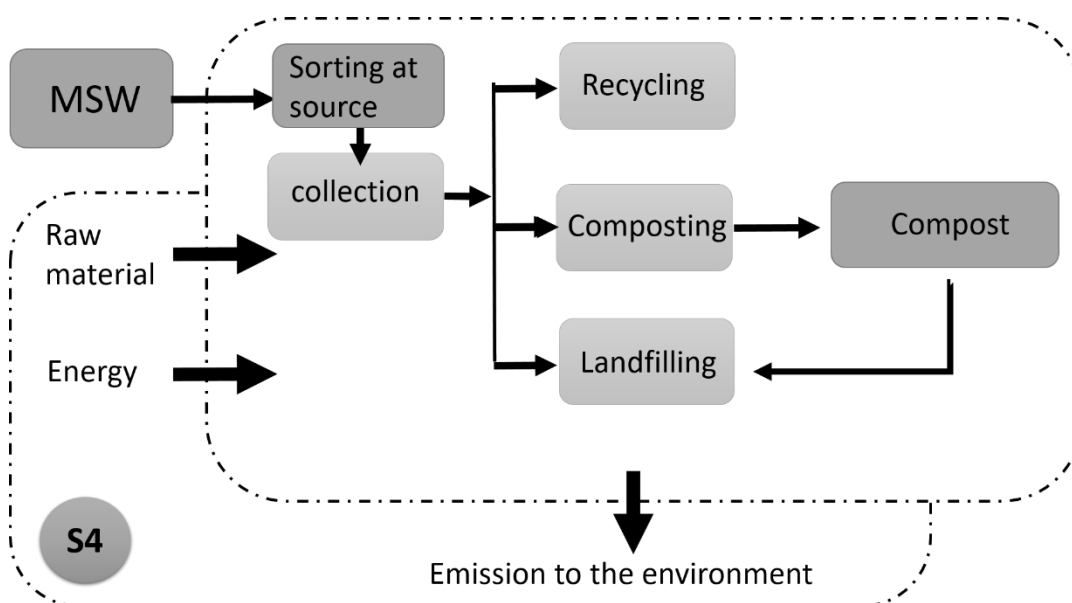 MSW
Sorting at
source
collection
Recycling
Composting
Compost
Landfilling
Raw
material
Energy
S4
Emission to the environment